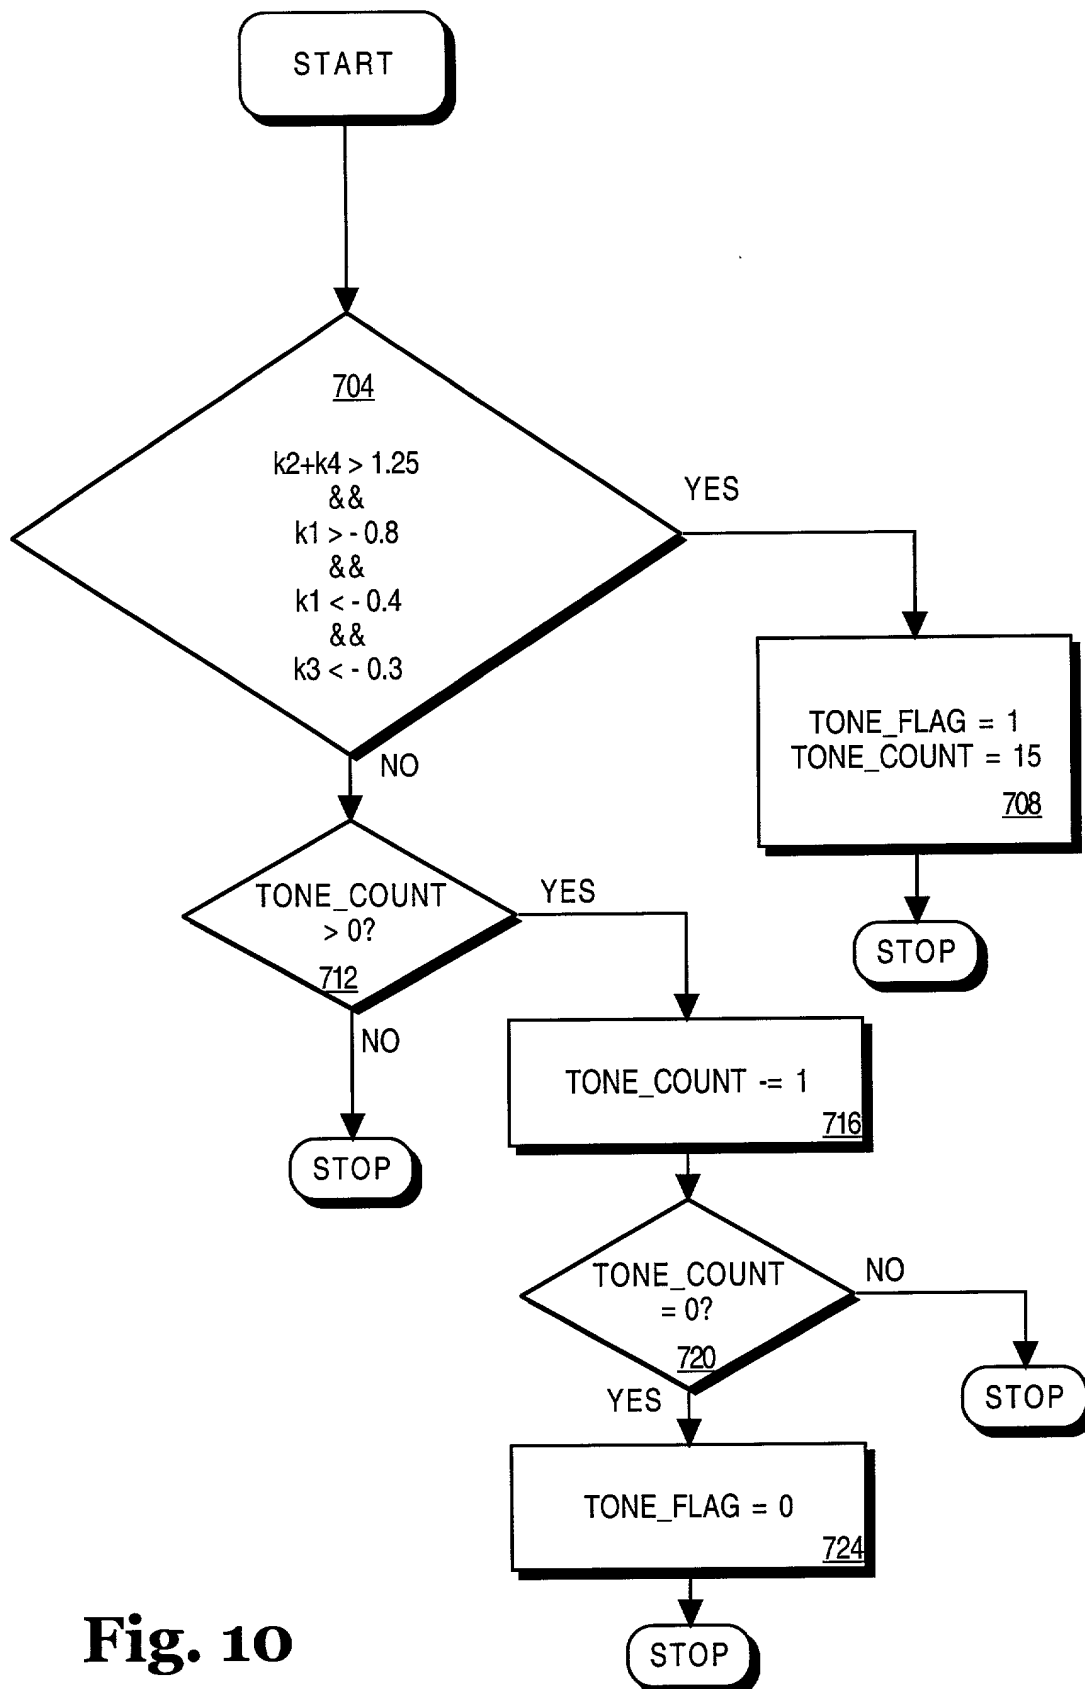 START
704
k2+k4 > 1.25
&&
k1 > - 0.8
&&
k1 < - 0.4
&&
k3 < - 0.3
YES
NO
TONE_FLAG = 1
TONE_COUNT = 15
708
STOP
TONE_COUNT
> 0?
712
YES
NO
STOP
TONE_COUNT -= 1
716
TONE_COUNT
= 0?
720
NO
STOP
YES
TONE_FLAG = 0
724
STOP
Fig. 10